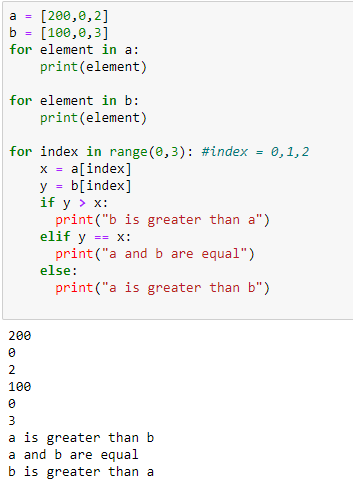 a = [200,0,2]
b = [100,0,3]
for element in a:
    print(element)

for element in b:
    print(element)

for index in range(0,3): #index = 0,1,2
    x = a[index]
    y = b[index]
    if y > x:
      print("b is greater than a")
    elif y == x:
      print("a and b are equal")
    else:
      print("a is greater than b")

200
0
2
100
0
3
a is greater than b
a and b are equal
b is greater than a